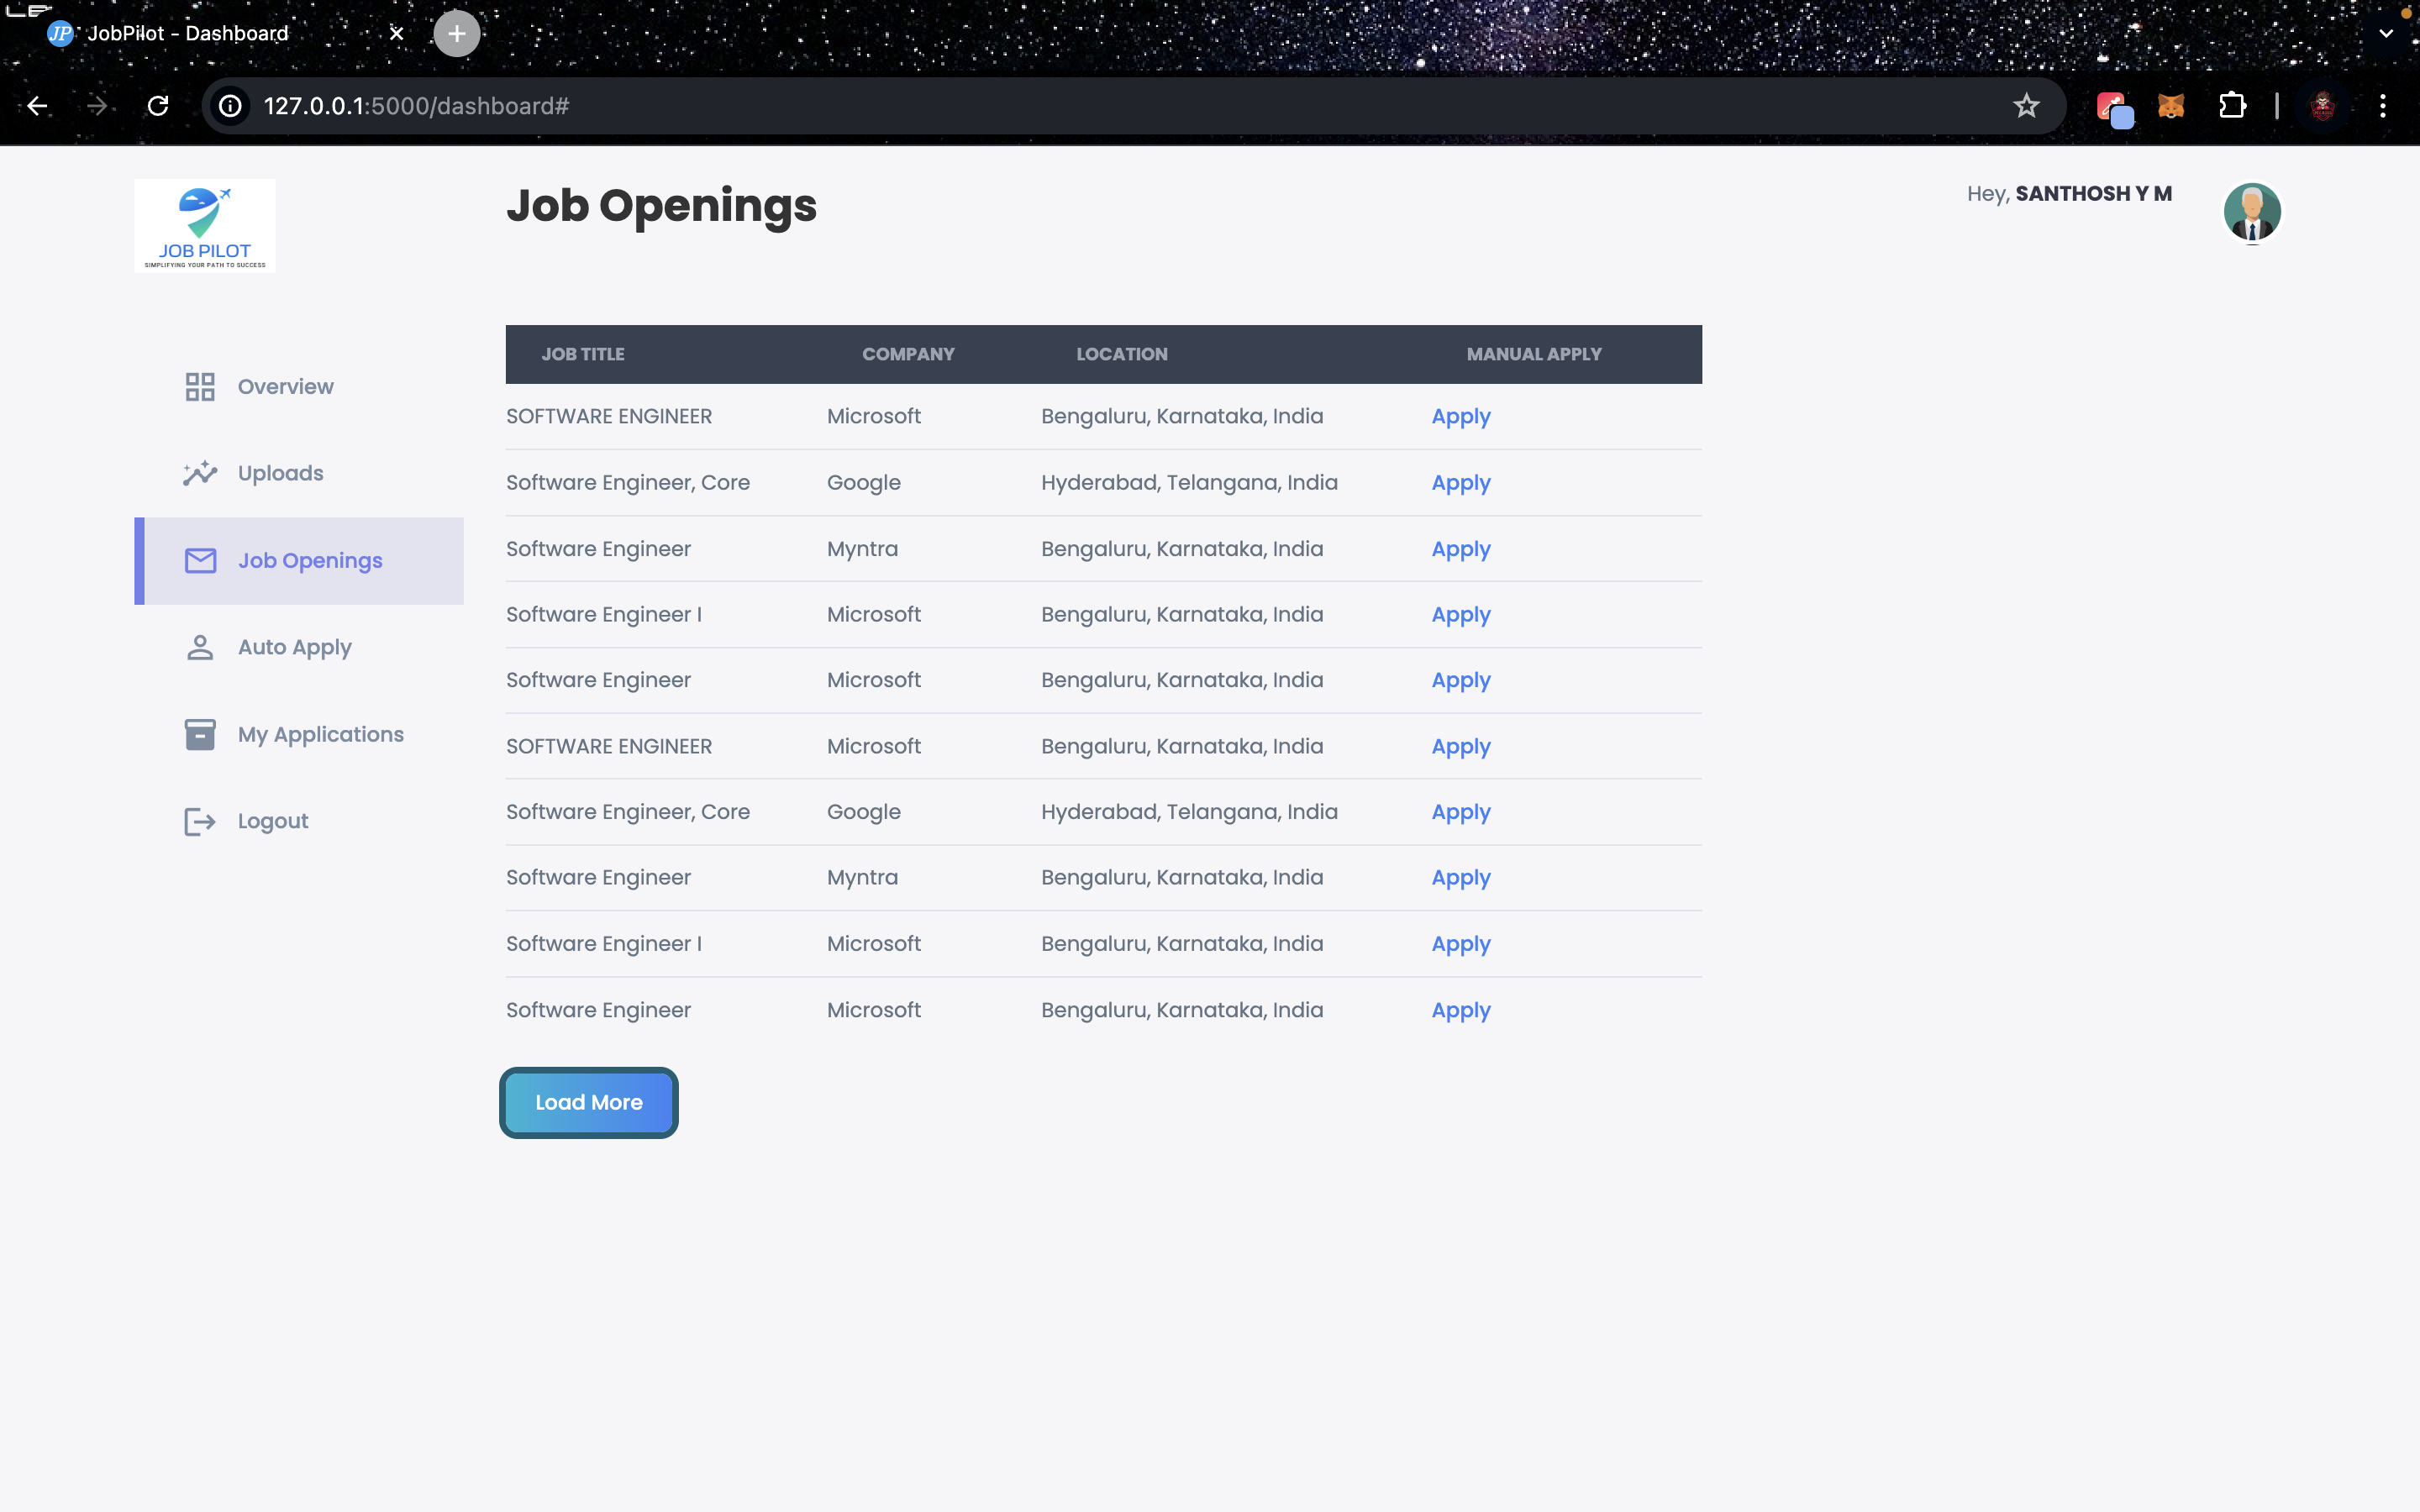 JP JobPilot - Dashboard
127.0.0.1:5000/dashboard#
JOB PILOT
SIMPLIFYING YOUR PATH TO SUCCESS
Job Openings
Hey, SANTHOSH Y M
Overview
Uploads
Job Openings
Auto Apply
My Applications
Logout
JOB TITLE COMPANY LOCATION MANUAL APPLY
SOFTWARE ENGINEER Microsoft Bengaluru, Karnataka, India Apply
Software Engineer, Core Google Hyderabad, Telangana, India Apply
Software Engineer Myntra Bengaluru, Karnataka, India Apply
Software Engineer I Microsoft Bengaluru, Karnataka, India Apply
Software Engineer Microsoft Bengaluru, Karnataka, India Apply
SOFTWARE ENGINEER Microsoft Bengaluru, Karnataka, India Apply
Software Engineer, Core Google Hyderabad, Telangana, India Apply
Software Engineer Myntra Bengaluru, Karnataka, India Apply
Software Engineer I Microsoft Bengaluru, Karnataka, India Apply
Software Engineer Microsoft Bengaluru, Karnataka, India Apply
Load More